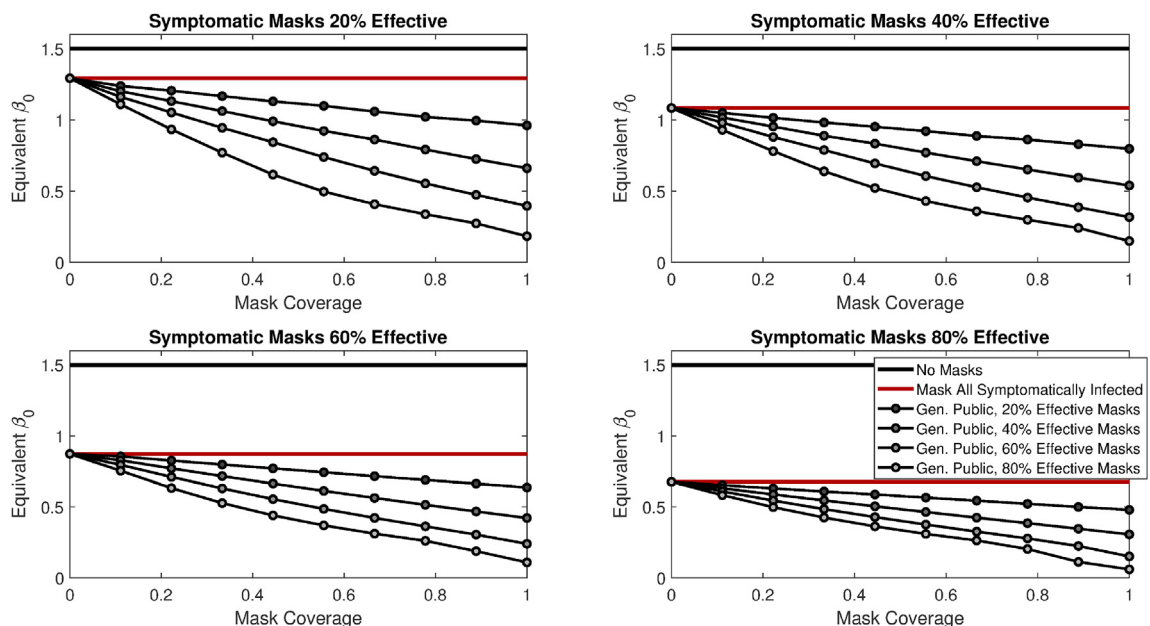 Symptomatic Masks 20% Effective
1.5
1
0.5
0
Equivalent β0
0 0.2 0.4 0.6 0.8 1
Mask Coverage
Symptomatic Masks 40% Effective
1.5
1
0.5
0
Equivalent β0
0 0.2 0.4 0.6 0.8 1
Mask Coverage
Symptomatic Masks 60% Effective
1.5
1
0.5
0
Equivalent β0
0 0.2 0.4 0.6 0.8 1
Mask Coverage
Symptomatic Masks 80% Effective
No Masks
Mask All Symptomatically Infected
Gen. Public, 20% Effective Masks
Gen. Public, 40% Effective Masks
Gen. Public, 60% Effective Masks
Gen. Public, 80% Effective Masks
1.5
1
0.5
0
Equivalent β0
0 0.2 0.4 0.6 0.8 1
Mask Coverage